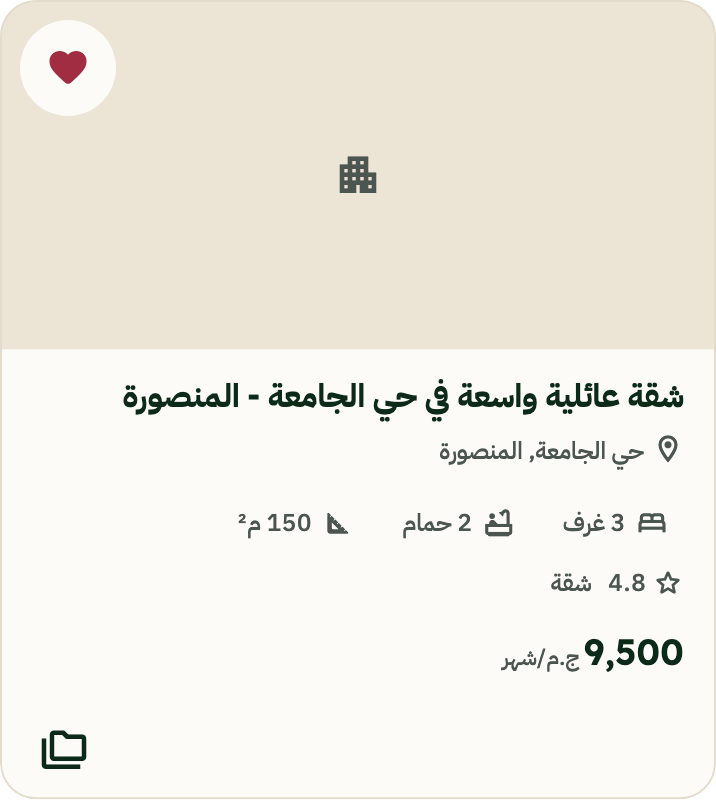 شقة عائلية واسعة في حي الجامعة - المنصورة
حي الجامعة, المنصورة
3 غرف 2 حمام 150 م²
4.8 شقة
9,500 ج.م/شهر